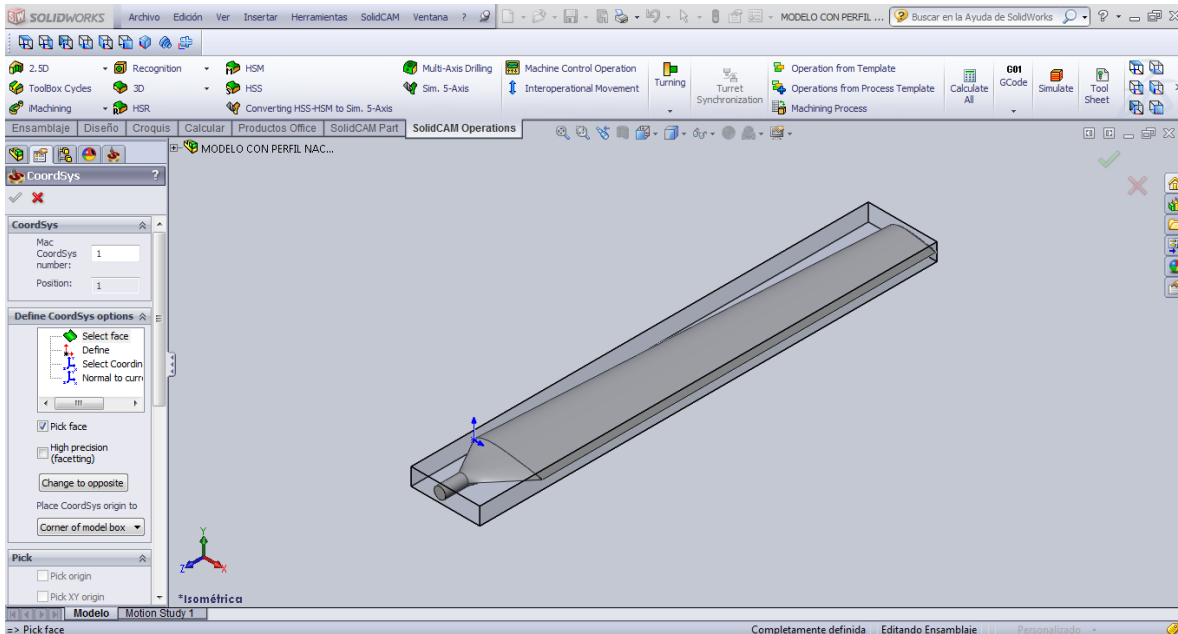 SOLIDWORKS Archivo Edición Ver Insertar Herramientas SolidCAM Ventana ? MODELO CON PERFIL ... Buscar en la Ayuda de SolidWorks ?
2.5D Recognition HSM Multi-Axis Drilling Machine Control Operation Operation from Template
ToolBox Cycles 3D HSS Sim. 5-Axis Interoperational Movement Operations from Process Template
iMachining HSR Converting HSS-HSM to Sim. 5-Axis Machining Process
Turning
Turret Synchronization
Calculate All
G01
GCode
Simulate
Tool Sheet
Ensamblaje Diseño Croquis Calcular Productos Office SolidCAM Part SolidCAM Operations
MODELO CON PERFIL NAC...
CoordSys ?
CoordSys
Mac CoordSys number: 1
Position: 1
Define CoordSys options
Select face
Define
Select Coordin
Normal to curr
Pick face
High precision (facetting)
Change to opposite
Place CoordSys origin to
Corner of model box
Pick
Pick origin
Pick XY origin
Y
Z
X
*Isométrica
Modelo Motion Study 1
=> Pick face Completamente definida Editando Ensamblaje Personalizado